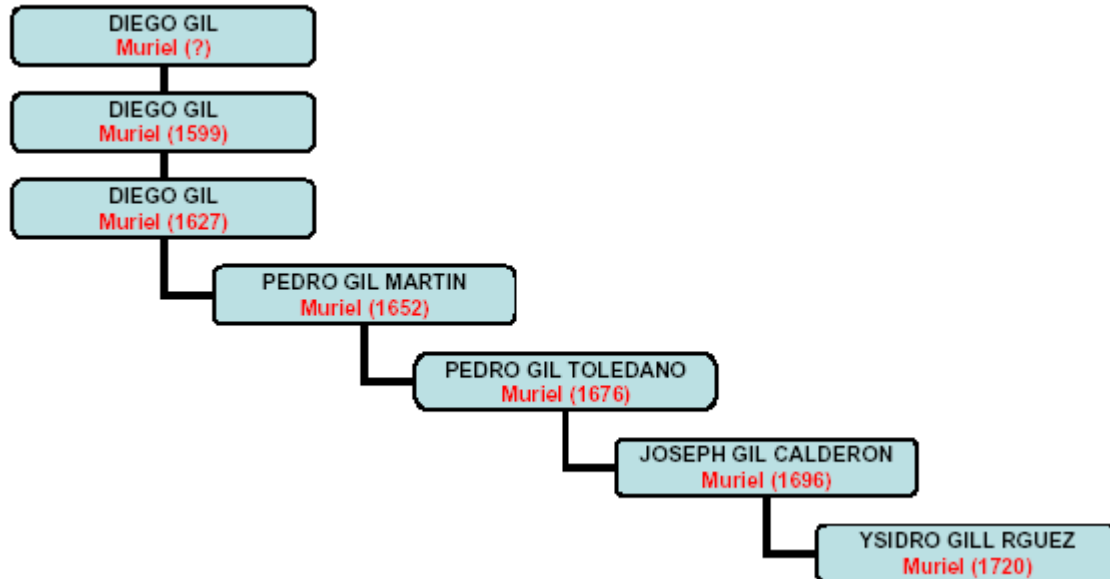 DIEGO GIL
Muriel (?)
DIEGO GIL
Muriel (1599)
DIEGO GIL
Muriel (1627)
PEDRO GIL MARTIN
Muriel (1652)
PEDRO GIL TOLEDANO
Muriel (1676)
JOSEPH GIL CALDERON
Muriel (1696)
YSIDRO GILL RGUEZ
Muriel (1720)